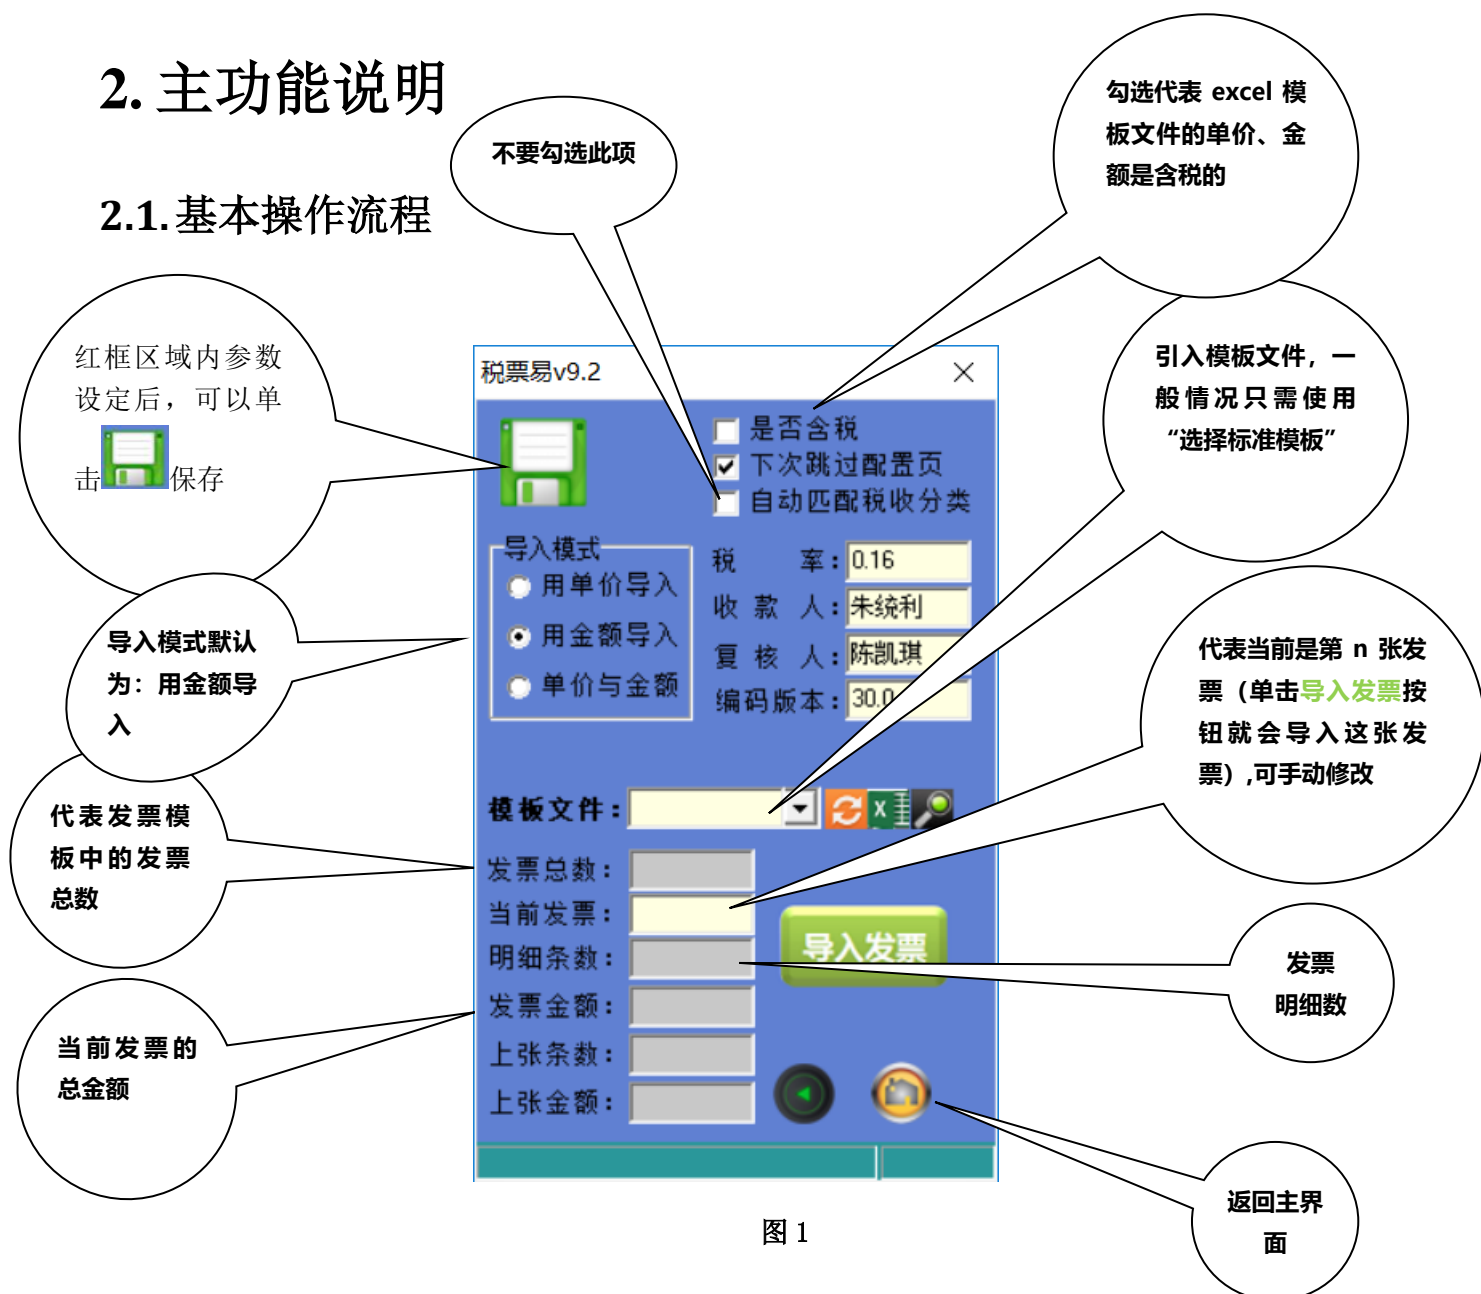 2. 主功能说明
2.1. 基本操作流程
不要勾选此项
勾选代表 excel 模
板文件的单价、金
额是含税的
红框区域内参数
设定后，可以单
击保存
引入模板文件，一
般情况只需使用
“选择标准模板”
导入模式默认
为：用金额导
入
代表当前是第 n 张发
票（单击导入发票按
钮就会导入这张发
票）,可手动修改
代表发票模
板中的发票
总数
发票
明细数
当前发票的
总金额
返回主界
面
税票易v9.2
是否含税
下次跳过配置页
自动匹配税收分类
导入模式
用单价导入
用金额导入
单价与金额
税 率：0.16
收 款 人：朱统利
复 核 人：陈凯琪
编码版本：30.0
模板文件：
发票总数：
当前发票：
明细条数：
发票金额：
上张条数：
上张金额：
导入发票
图 1